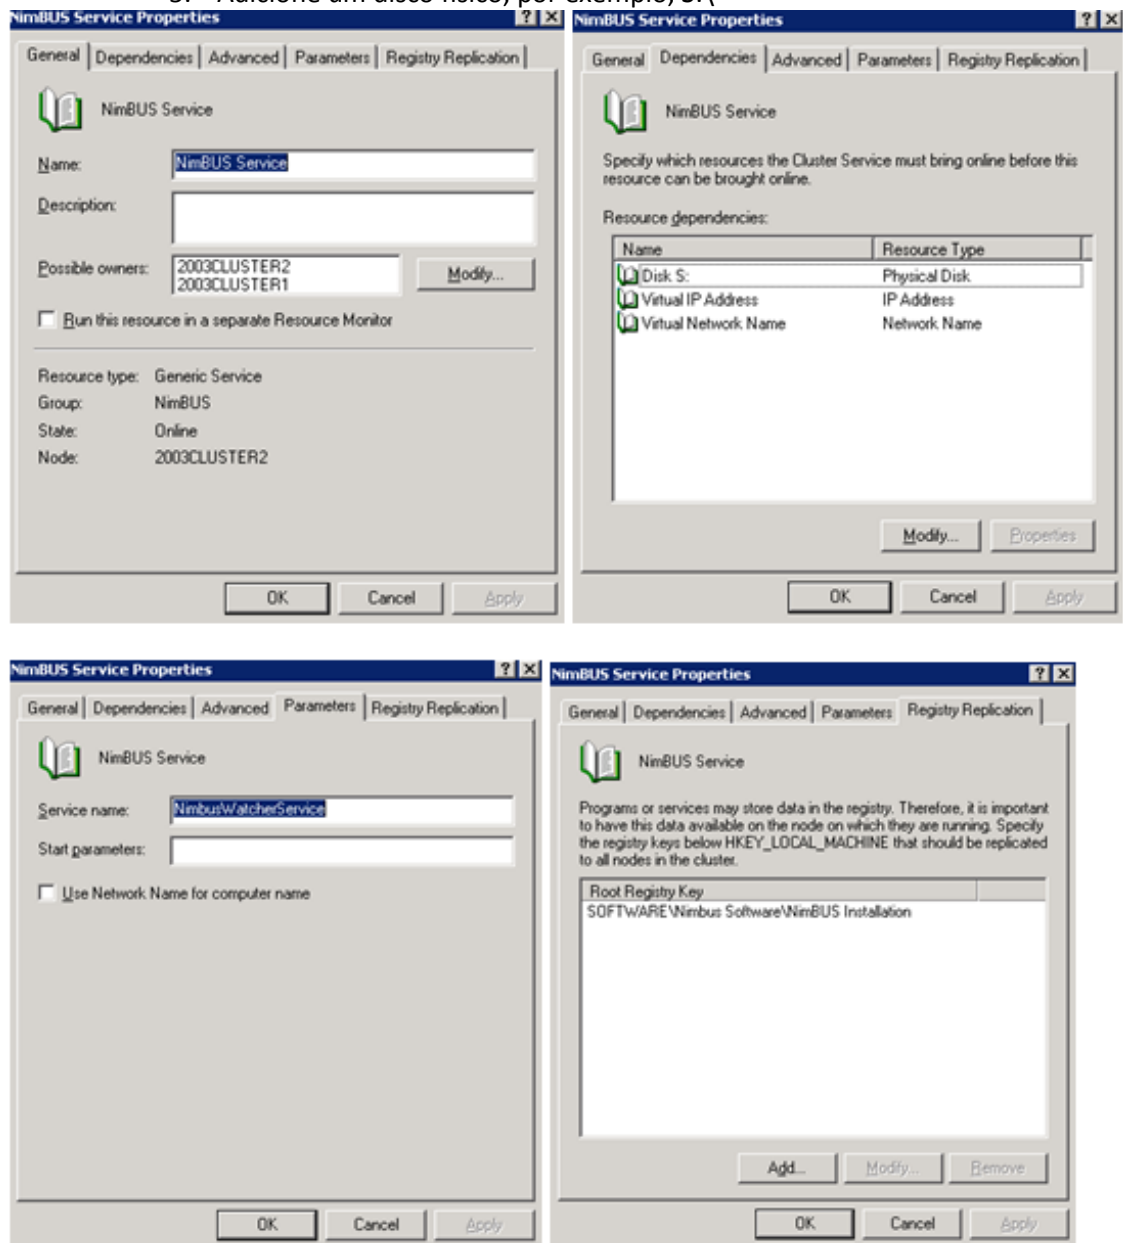 Adicione um disco físico, por exemplo, S:\
NimBUS Service Properties
General Dependencies Advanced Parameters Registry Replication
NimBUS Service
Name: NimBUS Service
Description:
Possible owners: 2003CLUSTER2
2003CLUSTER1
Modify...
Run this resource in a separate Resource Monitor
Resource type: Generic Service
Group: NimBUS
State: Online
Node: 2003CLUSTER2
OK Cancel Apply
NimBUS Service Properties
General Dependencies Advanced Parameters Registry Replication
NimBUS Service
Specify which resources the Cluster Service must bring online before this
resource can be brought online.
Resource dependencies:
Name Resource Type
Disk S: Physical Disk
Virtual IP Address IP Address
Virtual Network Name Network Name
Modify... Properties
OK Cancel Apply
NimBUS Service Properties
General Dependencies Advanced Parameters Registry Replication
NimBUS Service
Service name: NimbusWatcherService
Start parameters:
Use Network Name for computer name
OK Cancel Apply
NimBUS Service Properties
General Dependencies Advanced Parameters Registry Replication
NimBUS Service
Programs or services may store data in the registry. Therefore, it is important
to have this data available on the node on which they are running. Specify
the registry keys below HKEY_LOCAL_MACHINE that should be replicated
to all nodes in the cluster.
Root Registry Key
SOFTWARE\Nimbus Software\NimBUS Installation
Add... Modify... Remove
OK Cancel Apply